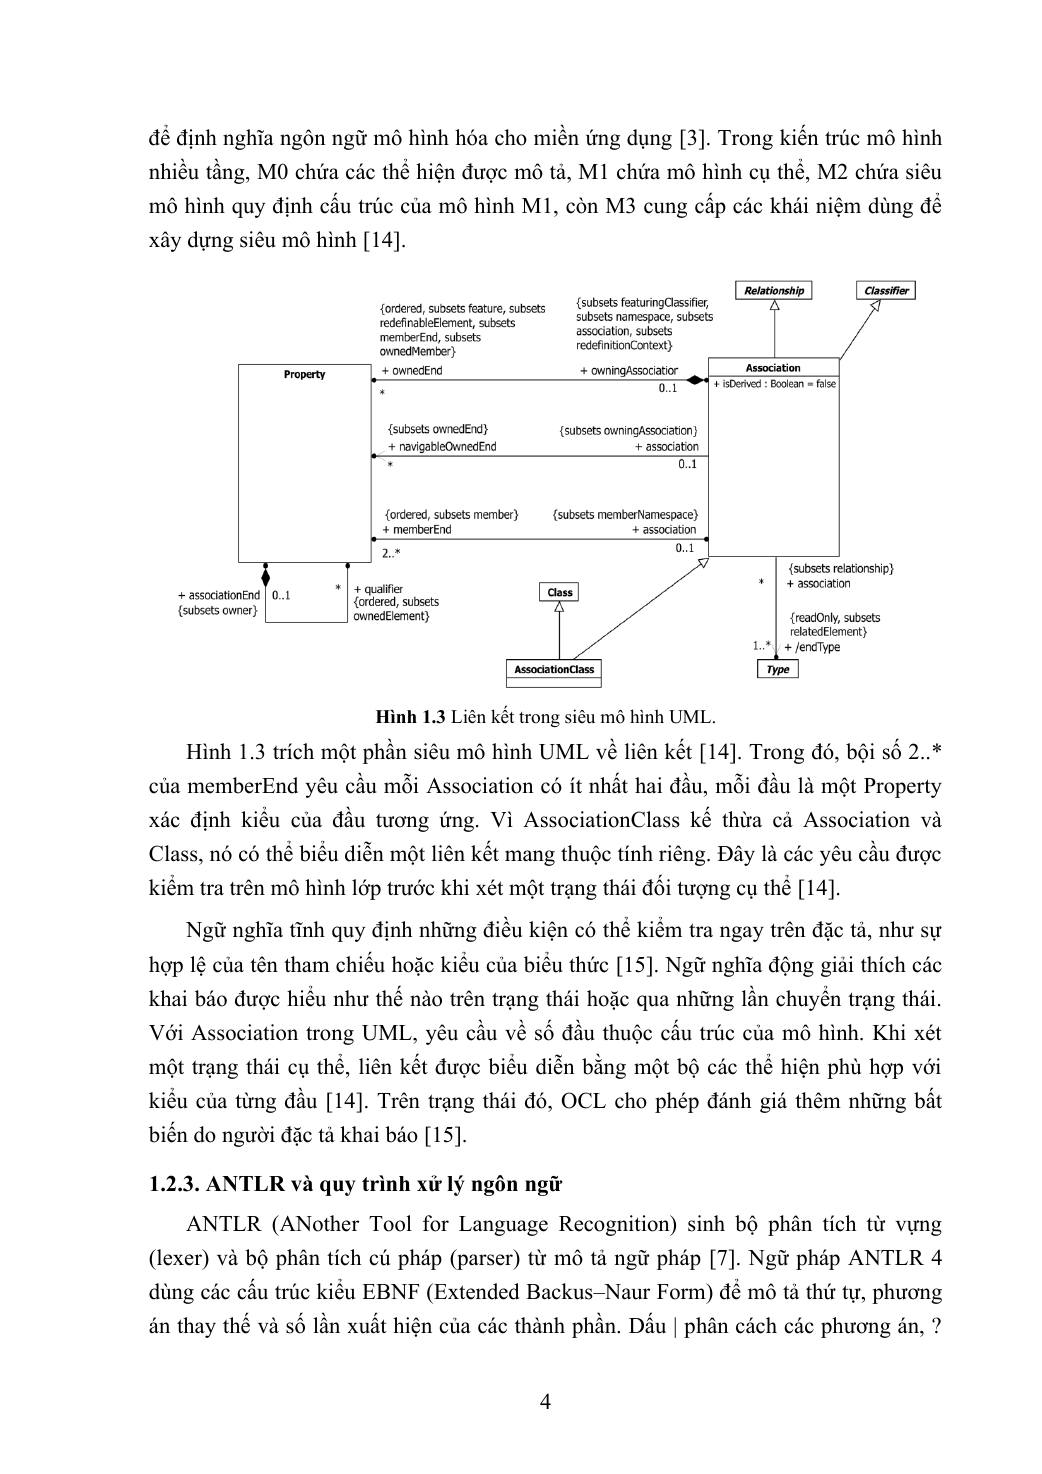 để định nghĩa ngôn ngữ mô hình hóa cho miền ứng dụng [3]. Trong kiến trúc mô hình
nhiều tầng, M0 chứa các thể hiện được mô tả, M1 chứa mô hình cụ thể, M2 chứa siêu
mô hình quy định cấu trúc của mô hình M1, còn M3 cung cấp các khái niệm dùng để
xây dựng siêu mô hình [14].
Relationship
Classifier
{ordered, subsets feature, subsets
redefinableElement, subsets
memberEnd, subsets
ownedMember}
+ ownedEnd
*
{subsets featuringClassifier,
subsets namespace, subsets
association, subsets
redefinitionContext}
+ owningAssociation
0..1
Property
Association
+ isDerived : Boolean = false
{subsets ownedEnd}
+ navigableOwnedEnd
*
{subsets owningAssociation}
+ association
0..1
{ordered, subsets member}
+ memberEnd
2..*
{subsets memberNamespace}
+ association
0..1
+ associationEnd
{subsets owner}
0..1
*
+ qualifier
{ordered, subsets
ownedElement}
Class
AssociationClass
{subsets relationship}
* + association
{readOnly, subsets
relatedElement}
1..* + /endType
Type
Hình 1.3 Liên kết trong siêu mô hình UML.
Hình 1.3 trích một phần siêu mô hình UML về liên kết [14]. Trong đó, bội số 2..*
của memberEnd yêu cầu mỗi Association có ít nhất hai đầu, mỗi đầu là một Property
xác định kiểu của đầu tương ứng. Vì AssociationClass kế thừa cả Association và
Class, nó có thể biểu diễn một liên kết mang thuộc tính riêng. Đây là các yêu cầu được
kiểm tra trên mô hình lớp trước khi xét một trạng thái đối tượng cụ thể [14].
Ngữ nghĩa tĩnh quy định những điều kiện có thể kiểm tra ngay trên đặc tả, như sự
hợp lệ của tên tham chiếu hoặc kiểu của biểu thức [15]. Ngữ nghĩa động giải thích các
khai báo được hiểu như thế nào trên trạng thái hoặc qua những lần chuyển trạng thái.
Với Association trong UML, yêu cầu về số đầu thuộc cấu trúc của mô hình. Khi xét
một trạng thái cụ thể, liên kết được biểu diễn bằng một bộ các thể hiện phù hợp với
kiểu của từng đầu [14]. Trên trạng thái đó, OCL cho phép đánh giá thêm những bất
biến do người đặc tả khai báo [15].
1.2.3. ANTLR và quy trình xử lý ngôn ngữ
ANTLR (ANother Tool for Language Recognition) sinh bộ phân tích từ vựng
(lexer) và bộ phân tích cú pháp (parser) từ mô tả ngữ pháp [7]. Ngữ pháp ANTLR 4
dùng các cấu trúc kiểu EBNF (Extended Backus–Naur Form) để mô tả thứ tự, phương
án thay thế và số lần xuất hiện của các thành phần. Dấu | phân cách các phương án, ?
4